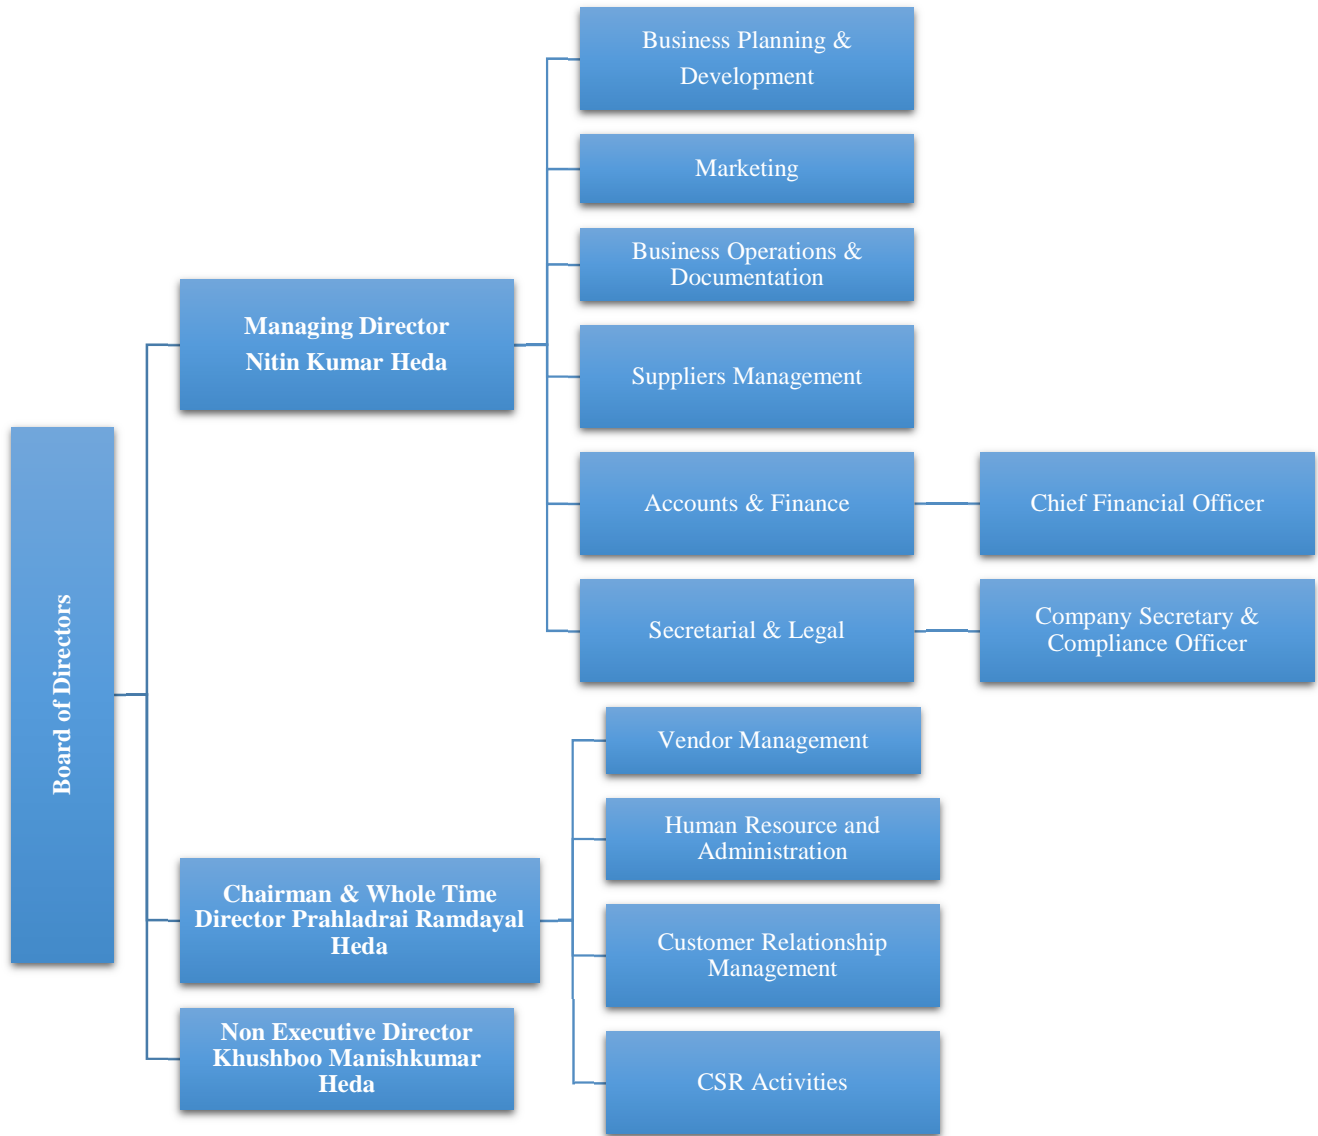 Board of Directors
Managing Director
Nitin Kumar Heda
Business Planning &
Development
Marketing
Business Operations &
Documentation
Suppliers Management
Accounts & Finance
Chief Financial Officer
Secretarial & Legal
Company Secretary &
Compliance Officer
Chairman & Whole Time
Director Prahladrai Ramdayal
Heda
Vendor Management
Human Resource and
Administration
Customer Relationship
Management
CSR Activities
Non Executive Director
Khushboo Manishkumar
Heda